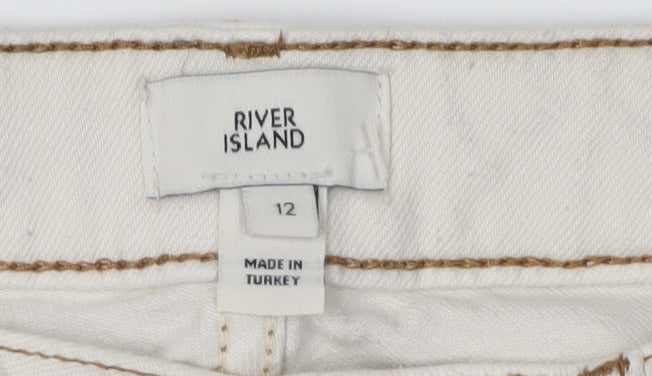 RIVER
ISLAND
12
MADE IN
TURKEY